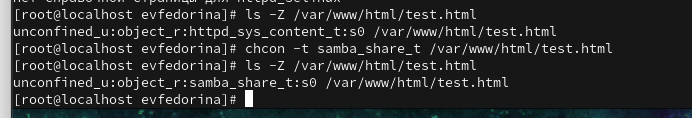 [root@localhost evfedorina]# ls -Z /var/www/html/test.html
unconfined_u:object_r:httpd_sys_content_t:s0 /var/www/html/test.html
[root@localhost evfedorina]# chcon -t samba_share_t /var/www/html/test.html
[root@localhost evfedorina]# ls -Z /var/www/html/test.html
unconfined_u:object_r:samba_share_t:s0 /var/www/html/test.html
[root@localhost evfedorina]#